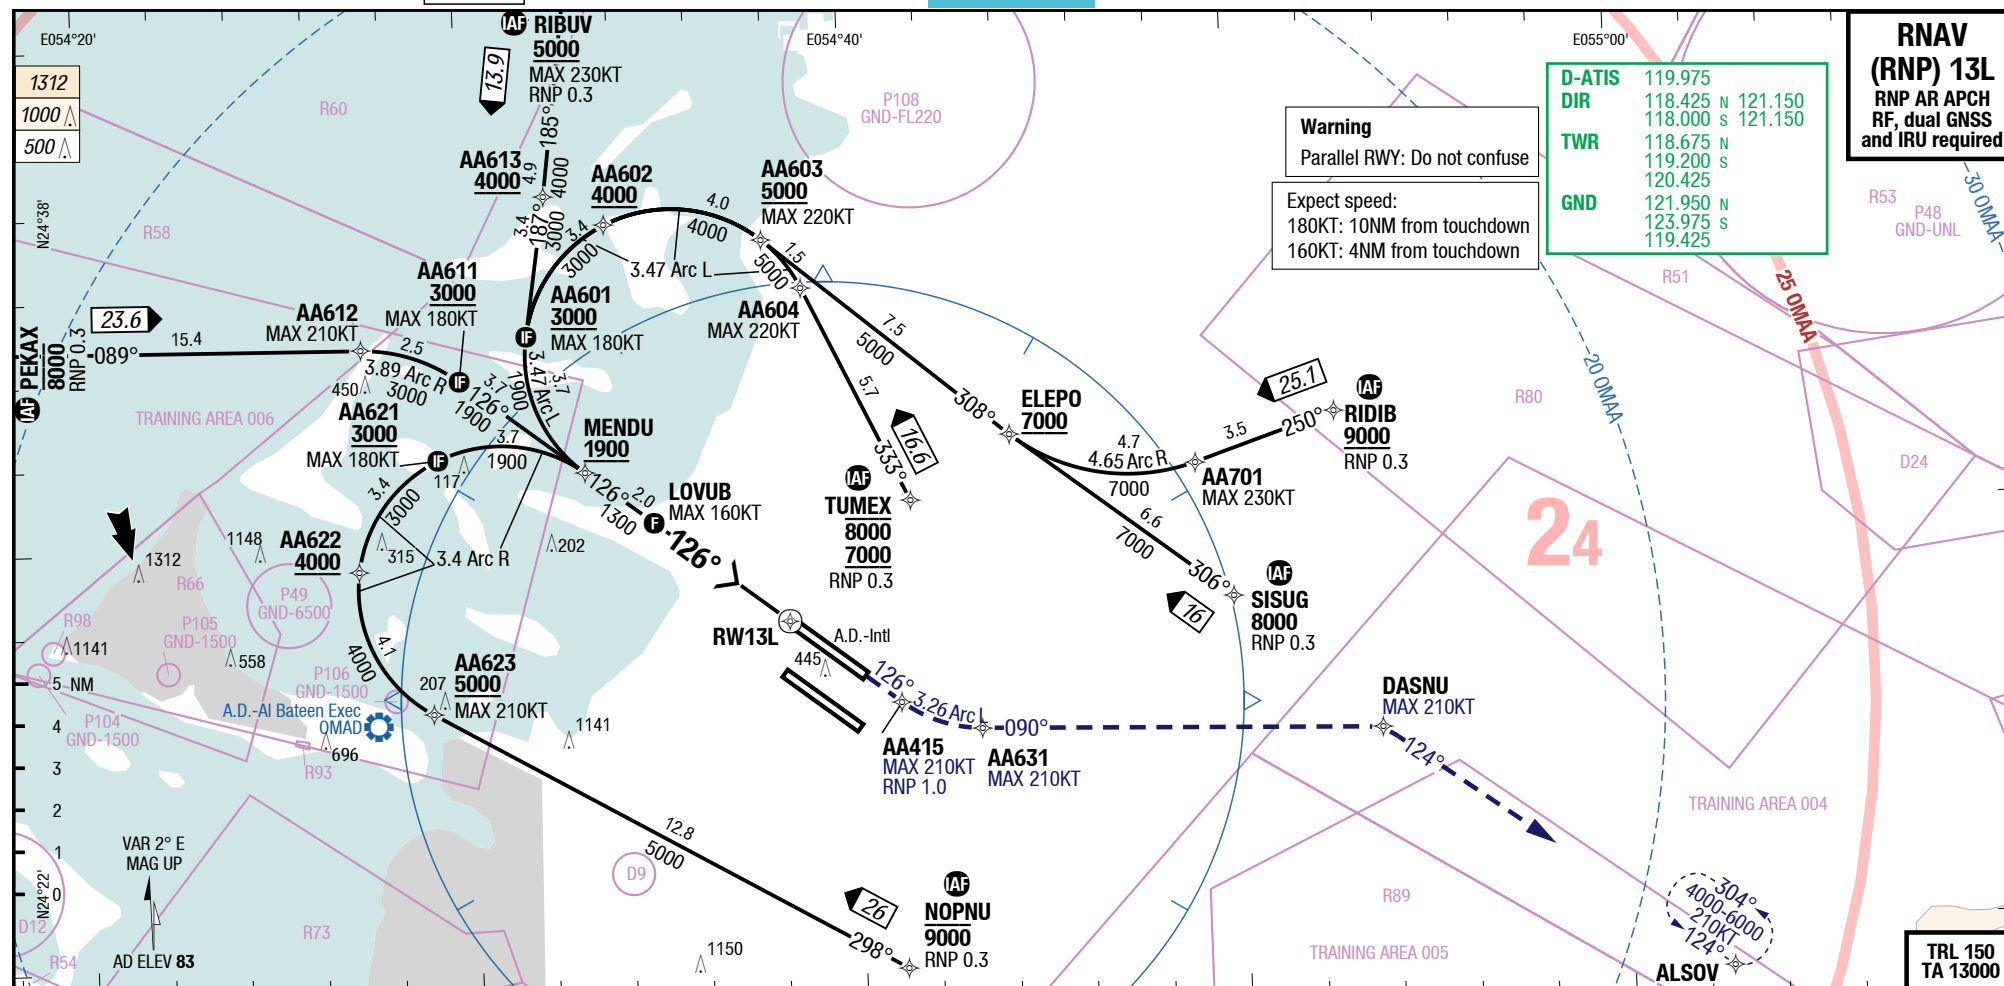 E054°20'
E054°40'
E055°00'
N24°38'
N24°22'
1312
1000
500
IAF RIBUV
5000
MAX 230KT
RNP 0.3
13.9
185°
4.9
4000
AA613
4000
3.4
187°
3000
AA602
4000
3.4
3000
4.0
4000
AA603
5000
MAX 220KT
1.5
5000
3.47 Arc L
AA604
MAX 220KT
AA611
3000
MAX 180KT
IF
AA601
3000
MAX 180KT
IF
AA612
MAX 210KT
23.6
IAF PEKAX
8000
RNP 0.3
089°
15.4
2.5
3.89 Arc R
3000
450
3.7
126°
1900
3.47 Arc L
3.7
1900
AA621
3000
MAX 180KT
IF
3.7
1900
117
MENDU
1900
126°
2.0
1300
LOVUB
MAX 160KT
F
126°
3.4
3000
AA622
4000
315
3.4 Arc R
202
4.1
4000
AA623
5000
MAX 210KT
207
1141
12.8
5000
26
298°
IAF
NOPNU
9000
RNP 0.3
1150
7.5
5000
308°
5.7
16.6
333°
IAF
TUMEX
8000
7000
RNP 0.3
ELEPO
7000
4.7
4.65 Arc R
7000
AA701
MAX 230KT
3.5
250°
25.1
IAF
RIDIB
9000
RNP 0.3
6.6
7000
306°
16
IAF
SISUG
8000
RNP 0.3
RW13L
A.D.-Intl
445
126°
3.26 Arc L
090°
AA415
MAX 210KT
RNP 1.0
AA631
MAX 210KT
DASNU
MAX 210KT
124°
304°
4000-6000
210KT
124°
ALSOV
Warning
Parallel RWY: Do not confuse
Expect speed:
180KT: 10NM from touchdown
160KT: 4NM from touchdown
D-ATIS 119.975
DIR 118.425 N 121.150
118.000 S 121.150
TWR 118.675 N
119.200 S
120.425
GND 121.950 N
123.975 S
119.425
RNAV
(RNP) 13L
RNP AR APCH
RF, dual GNSS
and IRU required
30 OMAA
25 OMAA
20 OMAA
R60
R58
P108
GND-FL220
R53
P48
GND-UNL
R51
R80
D24
24
TRAINING AREA 006
1312
1148
R66
P49
GND-6500
R98
1141
P105
GND-1500
558
P106
GND-1500
A.D.-Al Bateen Exec
OMAD
696
R93
P104
GND-1500
5 NM
4
3
2
1
0
VAR 2° E
MAG UP
AD ELEV 83
D12
R54
R73
D9
R89
TRAINING AREA 005
TRAINING AREA 004
TRL 150
TA 13000